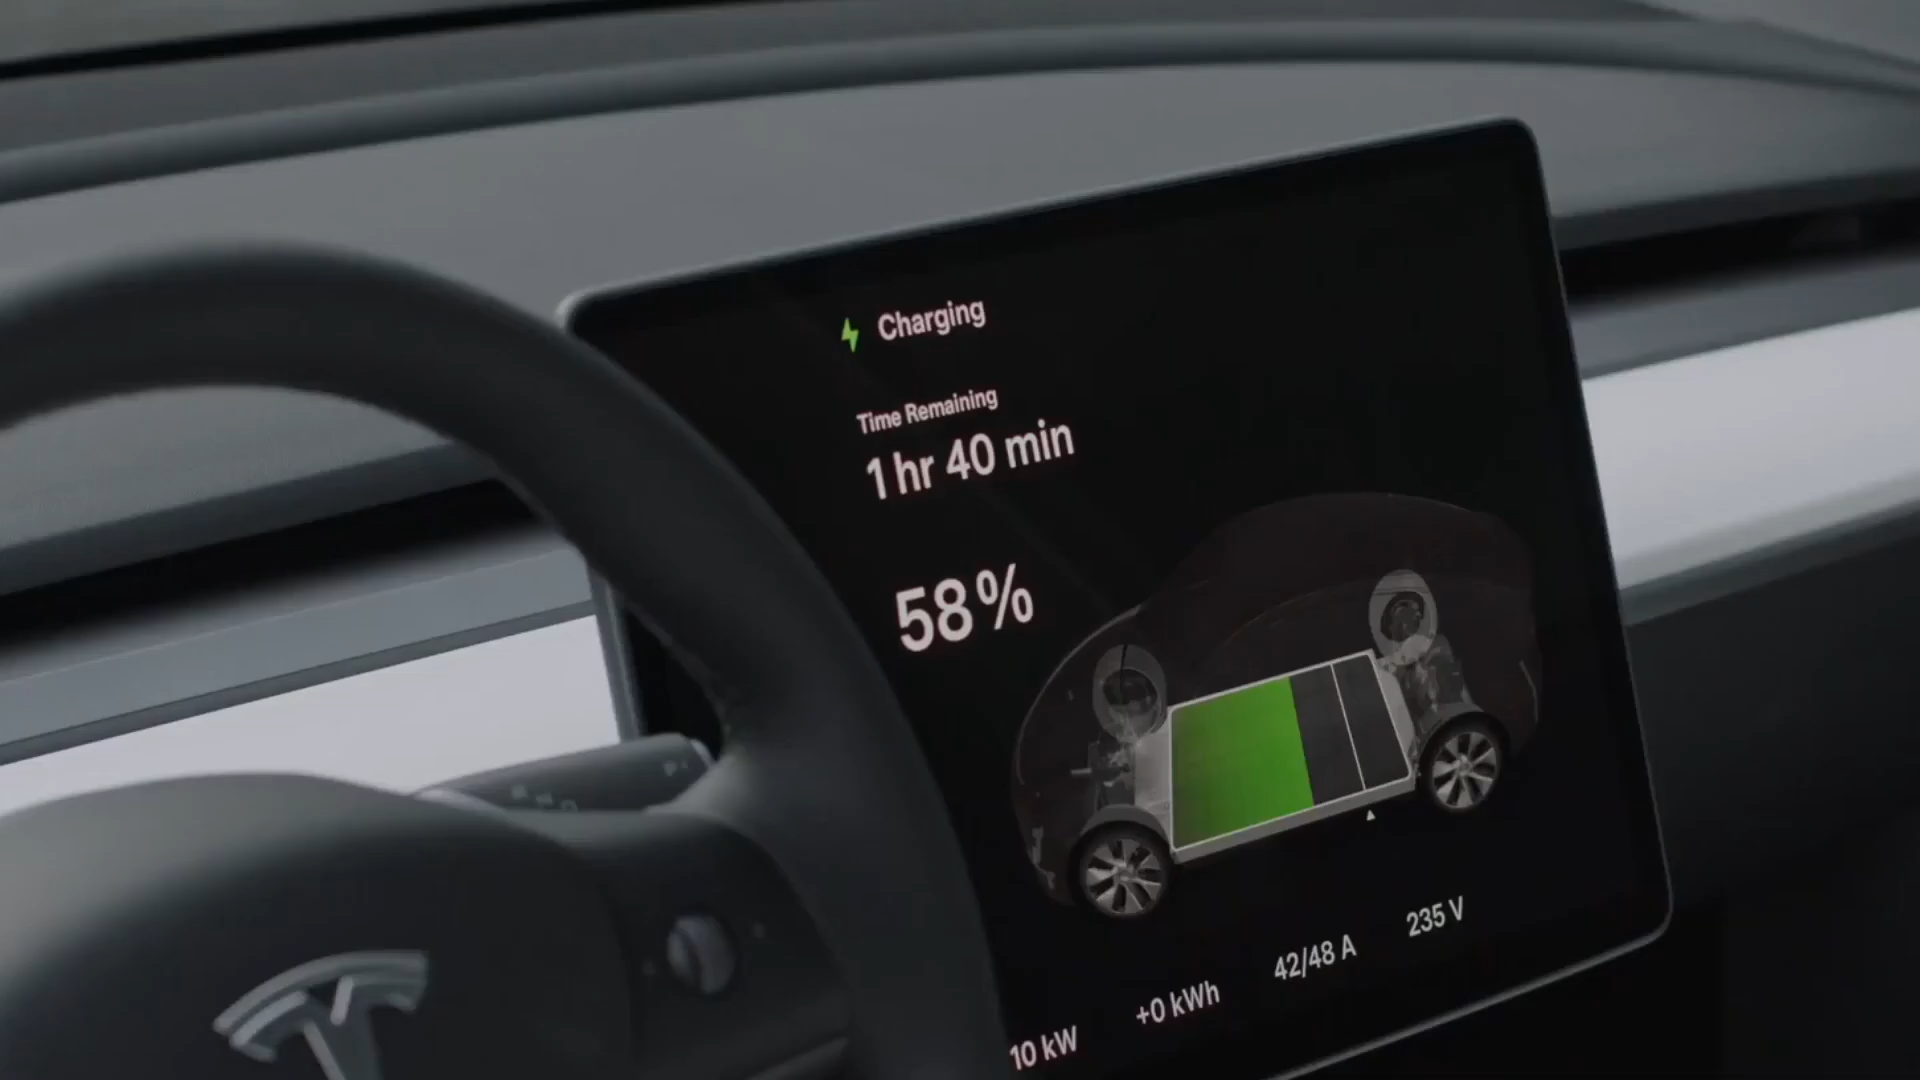 Charging
Time Remaining
1 hr 40 min
58%
10 kW
+0 kWh
42/48 A
235 V